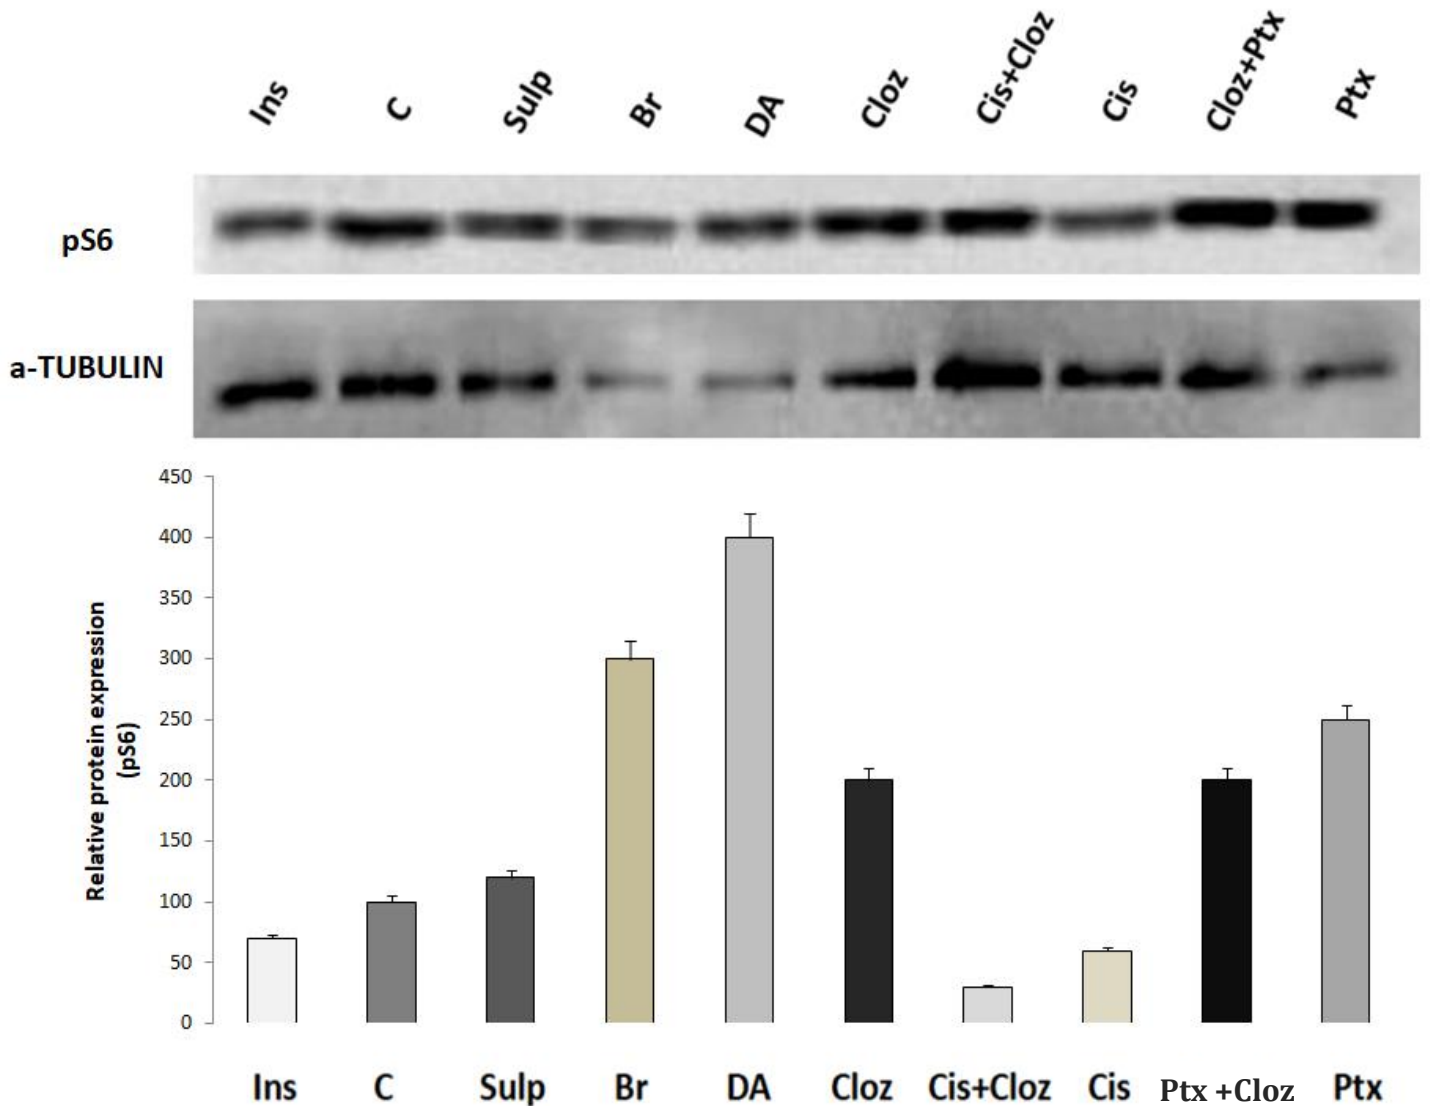 Ins C Sulp Br DA Cloz Cis+Cloz Cis Cloz+Ptx Ptx
pS6
a-TUBULIN
450
400
350
300
250
200
150
100
50
0
Relative protein expression
(pS6)
Ins C Sulp Br DA Cloz Cis+Cloz Cis Ptx +Cloz Ptx